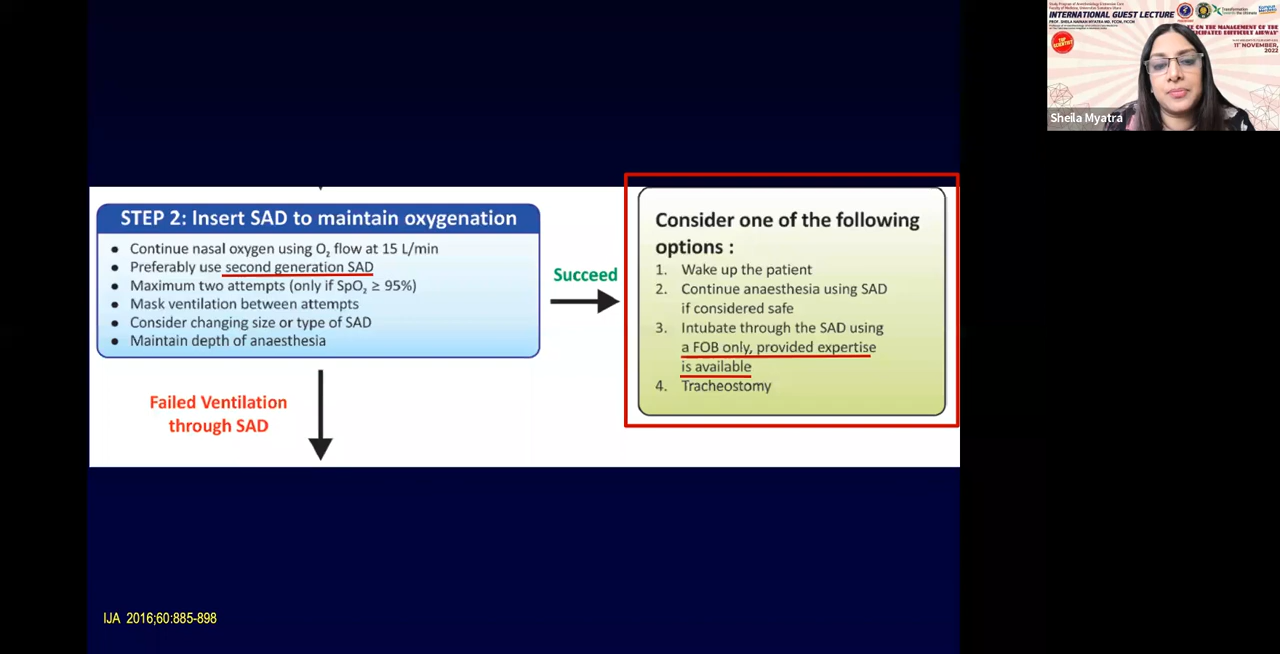 STEP 2: Insert SAD to maintain oxygenation
• Continue nasal oxygen using O₂ flow at 15 L/min
• Preferably use second generation SAD
• Maximum two attempts (only if SpO₂ ≥ 95%)
• Mask ventilation between attempts
• Consider changing size or type of SAD
• Maintain depth of anaesthesia
Succeed
Failed Ventilation
through SAD
Consider one of the following
options :
1. Wake up the patient
2. Continue anaesthesia using SAD
if considered safe
3. Intubate through the SAD using
a FOB only, provided expertise
is available
4. Tracheostomy
IJA 2016;60:885-898
INTERNATIONAL GUEST LECTURE
11 NOVEMBER,
2022
Sheila Myatra